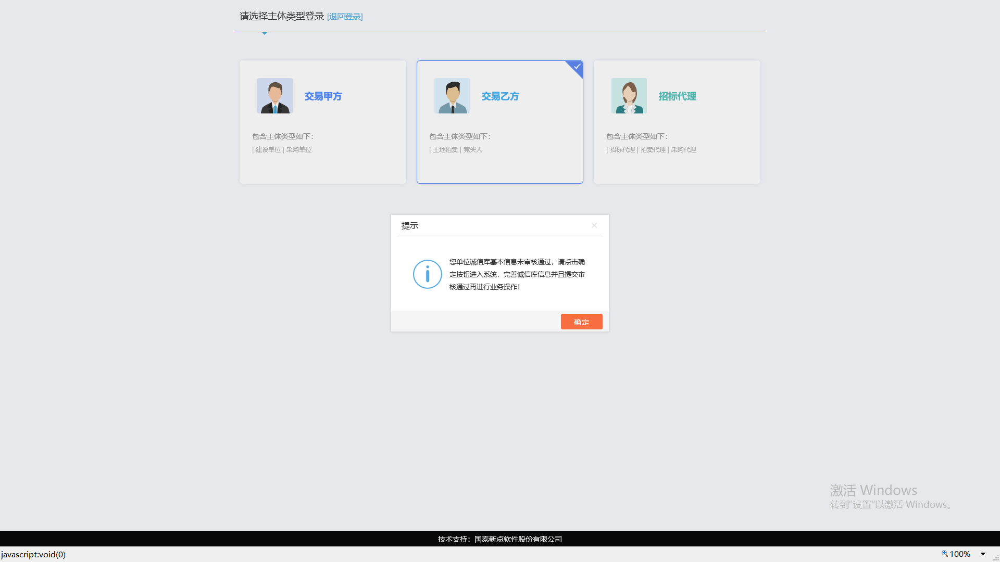 请选择主体类型登录 [退回登录]
交易甲方
包含主体类型如下：
| 建设单位 | 采购单位
交易乙方
包含主体类型如下：
| 土地拍卖 | 竞买人
招标代理
包含主体类型如下：
| 招标代理 | 拍卖代理 | 采购代理
提示
您单位诚信库基本信息未审核通过，请点击确
定按钮进入系统，完善诚信库信息并且提交审
核通过再进行业务操作！
确定
激活 Windows
转到“设置”以激活 Windows。
技术支持：国泰新点软件股份有限公司
javascript:void(0)
100%